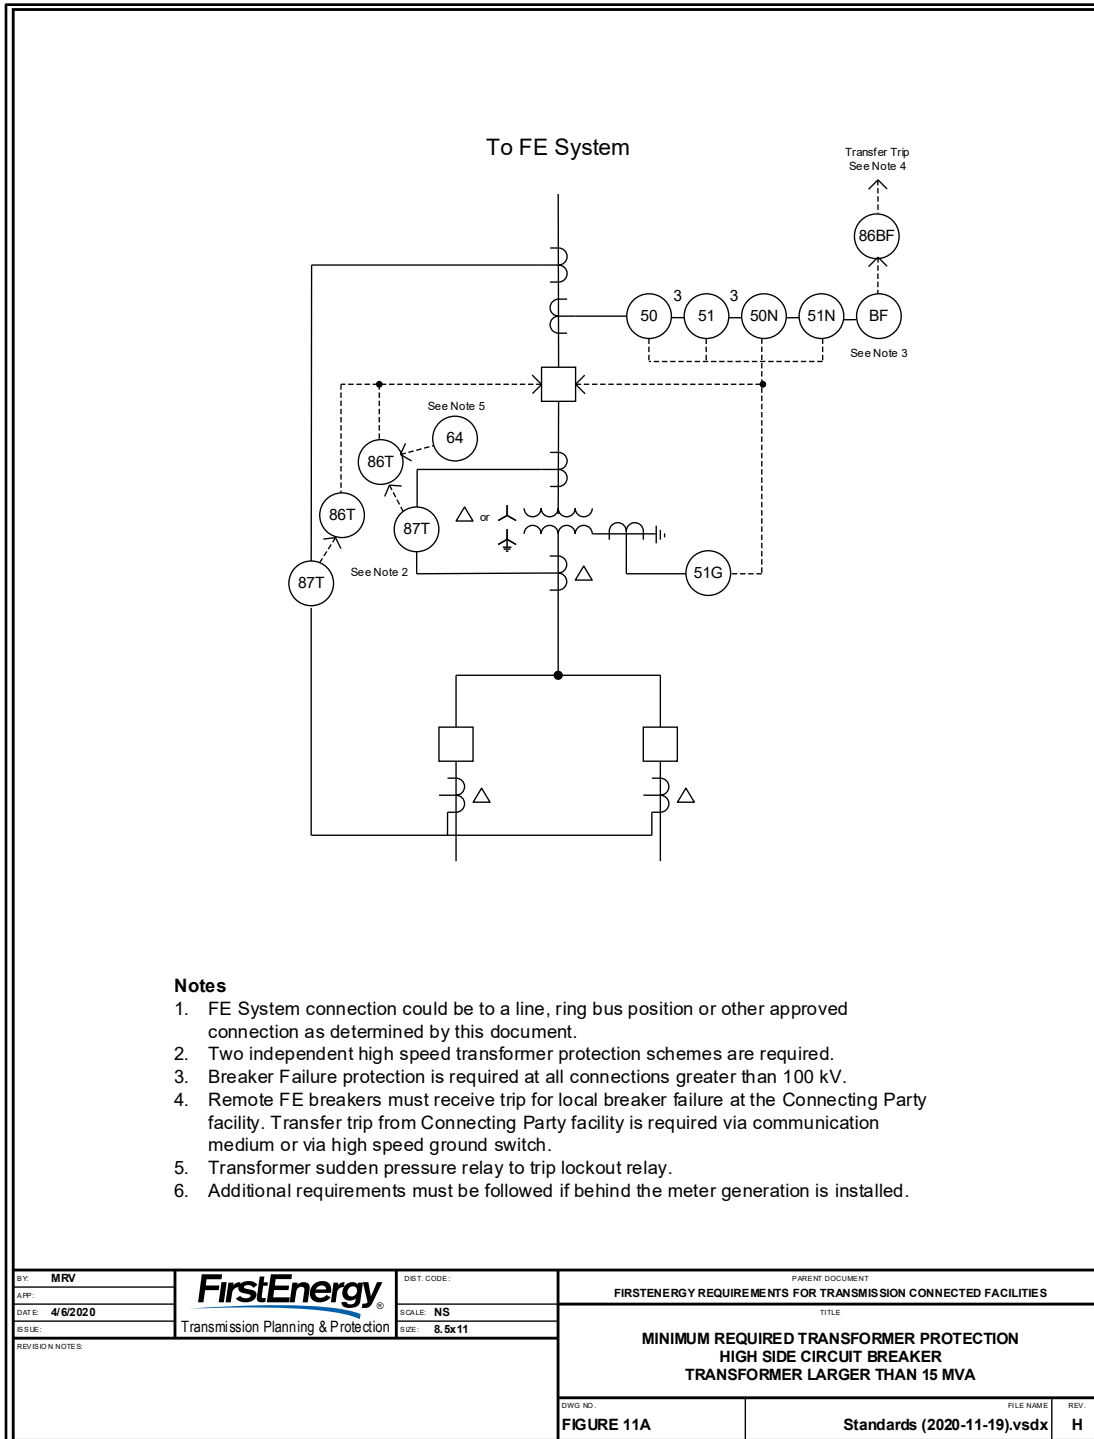 To FE System
Transfer Trip
See Note 4
86BF
3
3
50
51
50N
51N
BF
See Note 3
See Note 5
64
86T
86T
87T
or
See Note 2
87T
51G
Notes
1. FE System connection could be to a line, ring bus position or other approved
connection as determined by this document.
2. Two independent high speed transformer protection schemes are required.
3. Breaker Failure protection is required at all connections greater than 100 kV.
4. Remote FE breakers must receive trip for local breaker failure at the Connecting Party
facility. Transfer trip from Connecting Party facility is required via communication
medium or via high speed ground switch.
5. Transformer sudden pressure relay to trip lockout relay.
6. Additional requirements must be followed if behind the meter generation is installed.
BY: MRV
APP:
DATE: 4/6/2020
ISSUE:
REVISION NOTES:
FirstEnergy®
Transmission Planning & Protection
DIST. CODE:
SCALE: NS
SIZE: 8.5x11
PARENT DOCUMENT
FIRSTENERGY REQUIREMENTS FOR TRANSMISSION CONNECTED FACILITIES
TITLE
MINIMUM REQUIRED TRANSFORMER PROTECTION
HIGH SIDE CIRCUIT BREAKER
TRANSFORMER LARGER THAN 15 MVA
DWG NO.
FIGURE 11A
FILE NAME
Standards (2020-11-19).vsdx
REV.
H